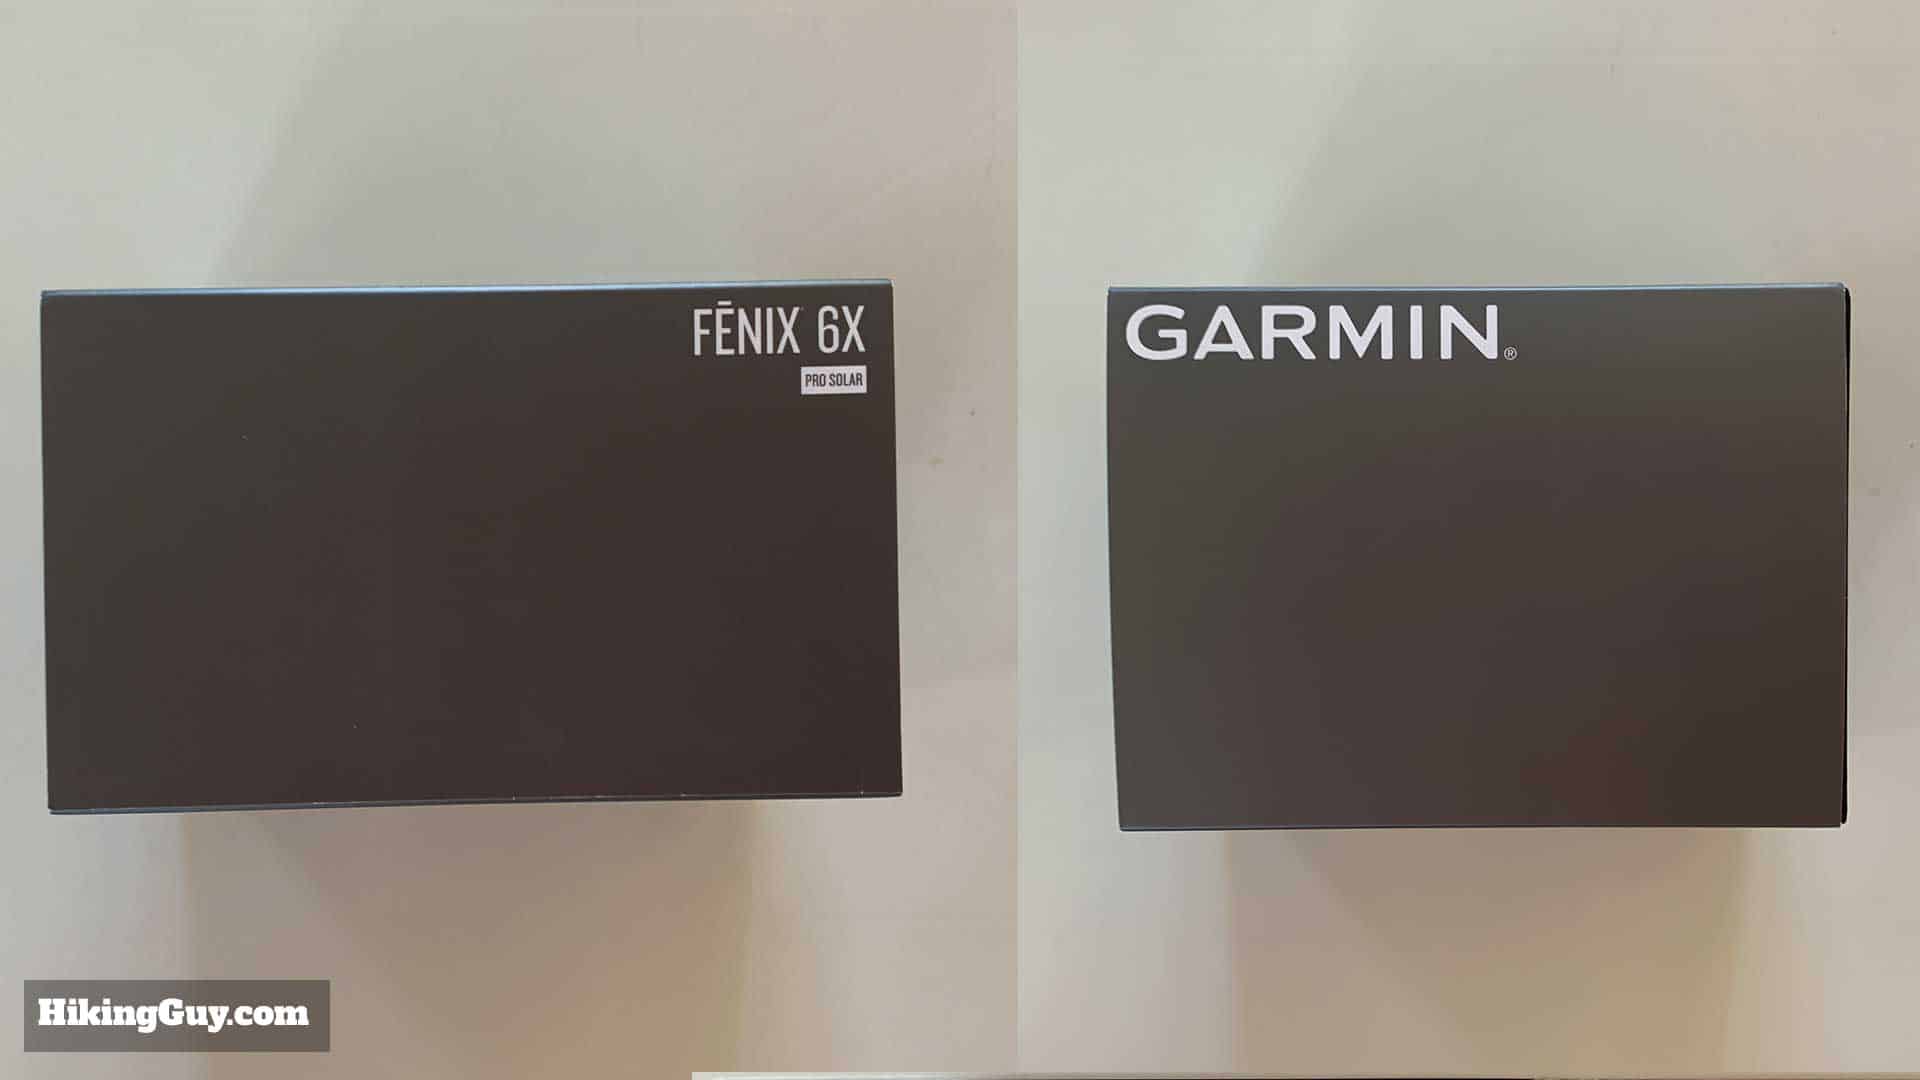 FĒNIX 6X
PRO SOLAR
GARMIN®
HikingGuy.com